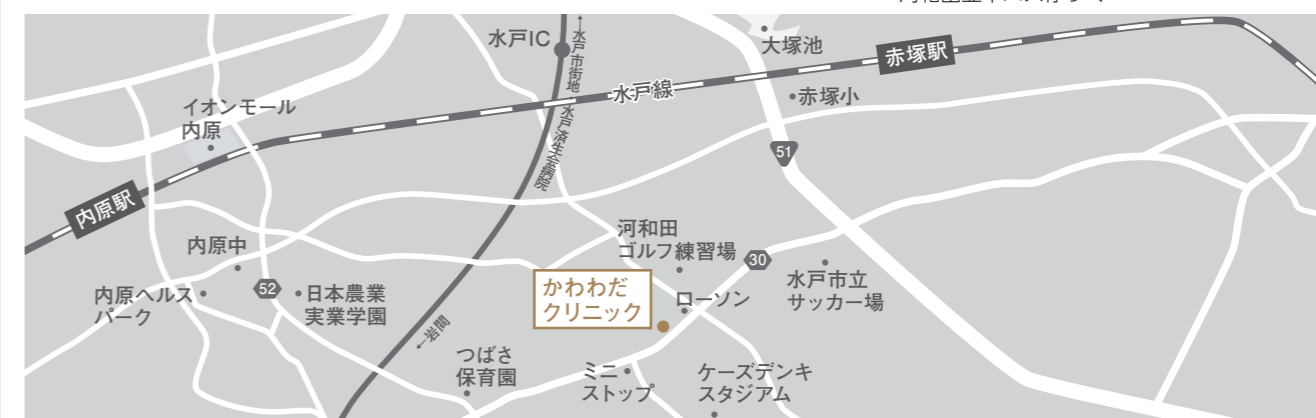 水戸IC
←水戸市街地
水戸済生会病院
大塚池
赤塚駅
水戸線
•赤塚小
イオンモール
内原
51
内原駅
河和田
ゴルフ練習場
30
内原中
水戸市立
サッカー場
内原ヘルス
パーク
52
日本農業
実業学園
かわわだ
クリニック
ローソン
←岩間
つばさ
保育園
ミニ
ストップ
ケーズデンキ
スタジアム